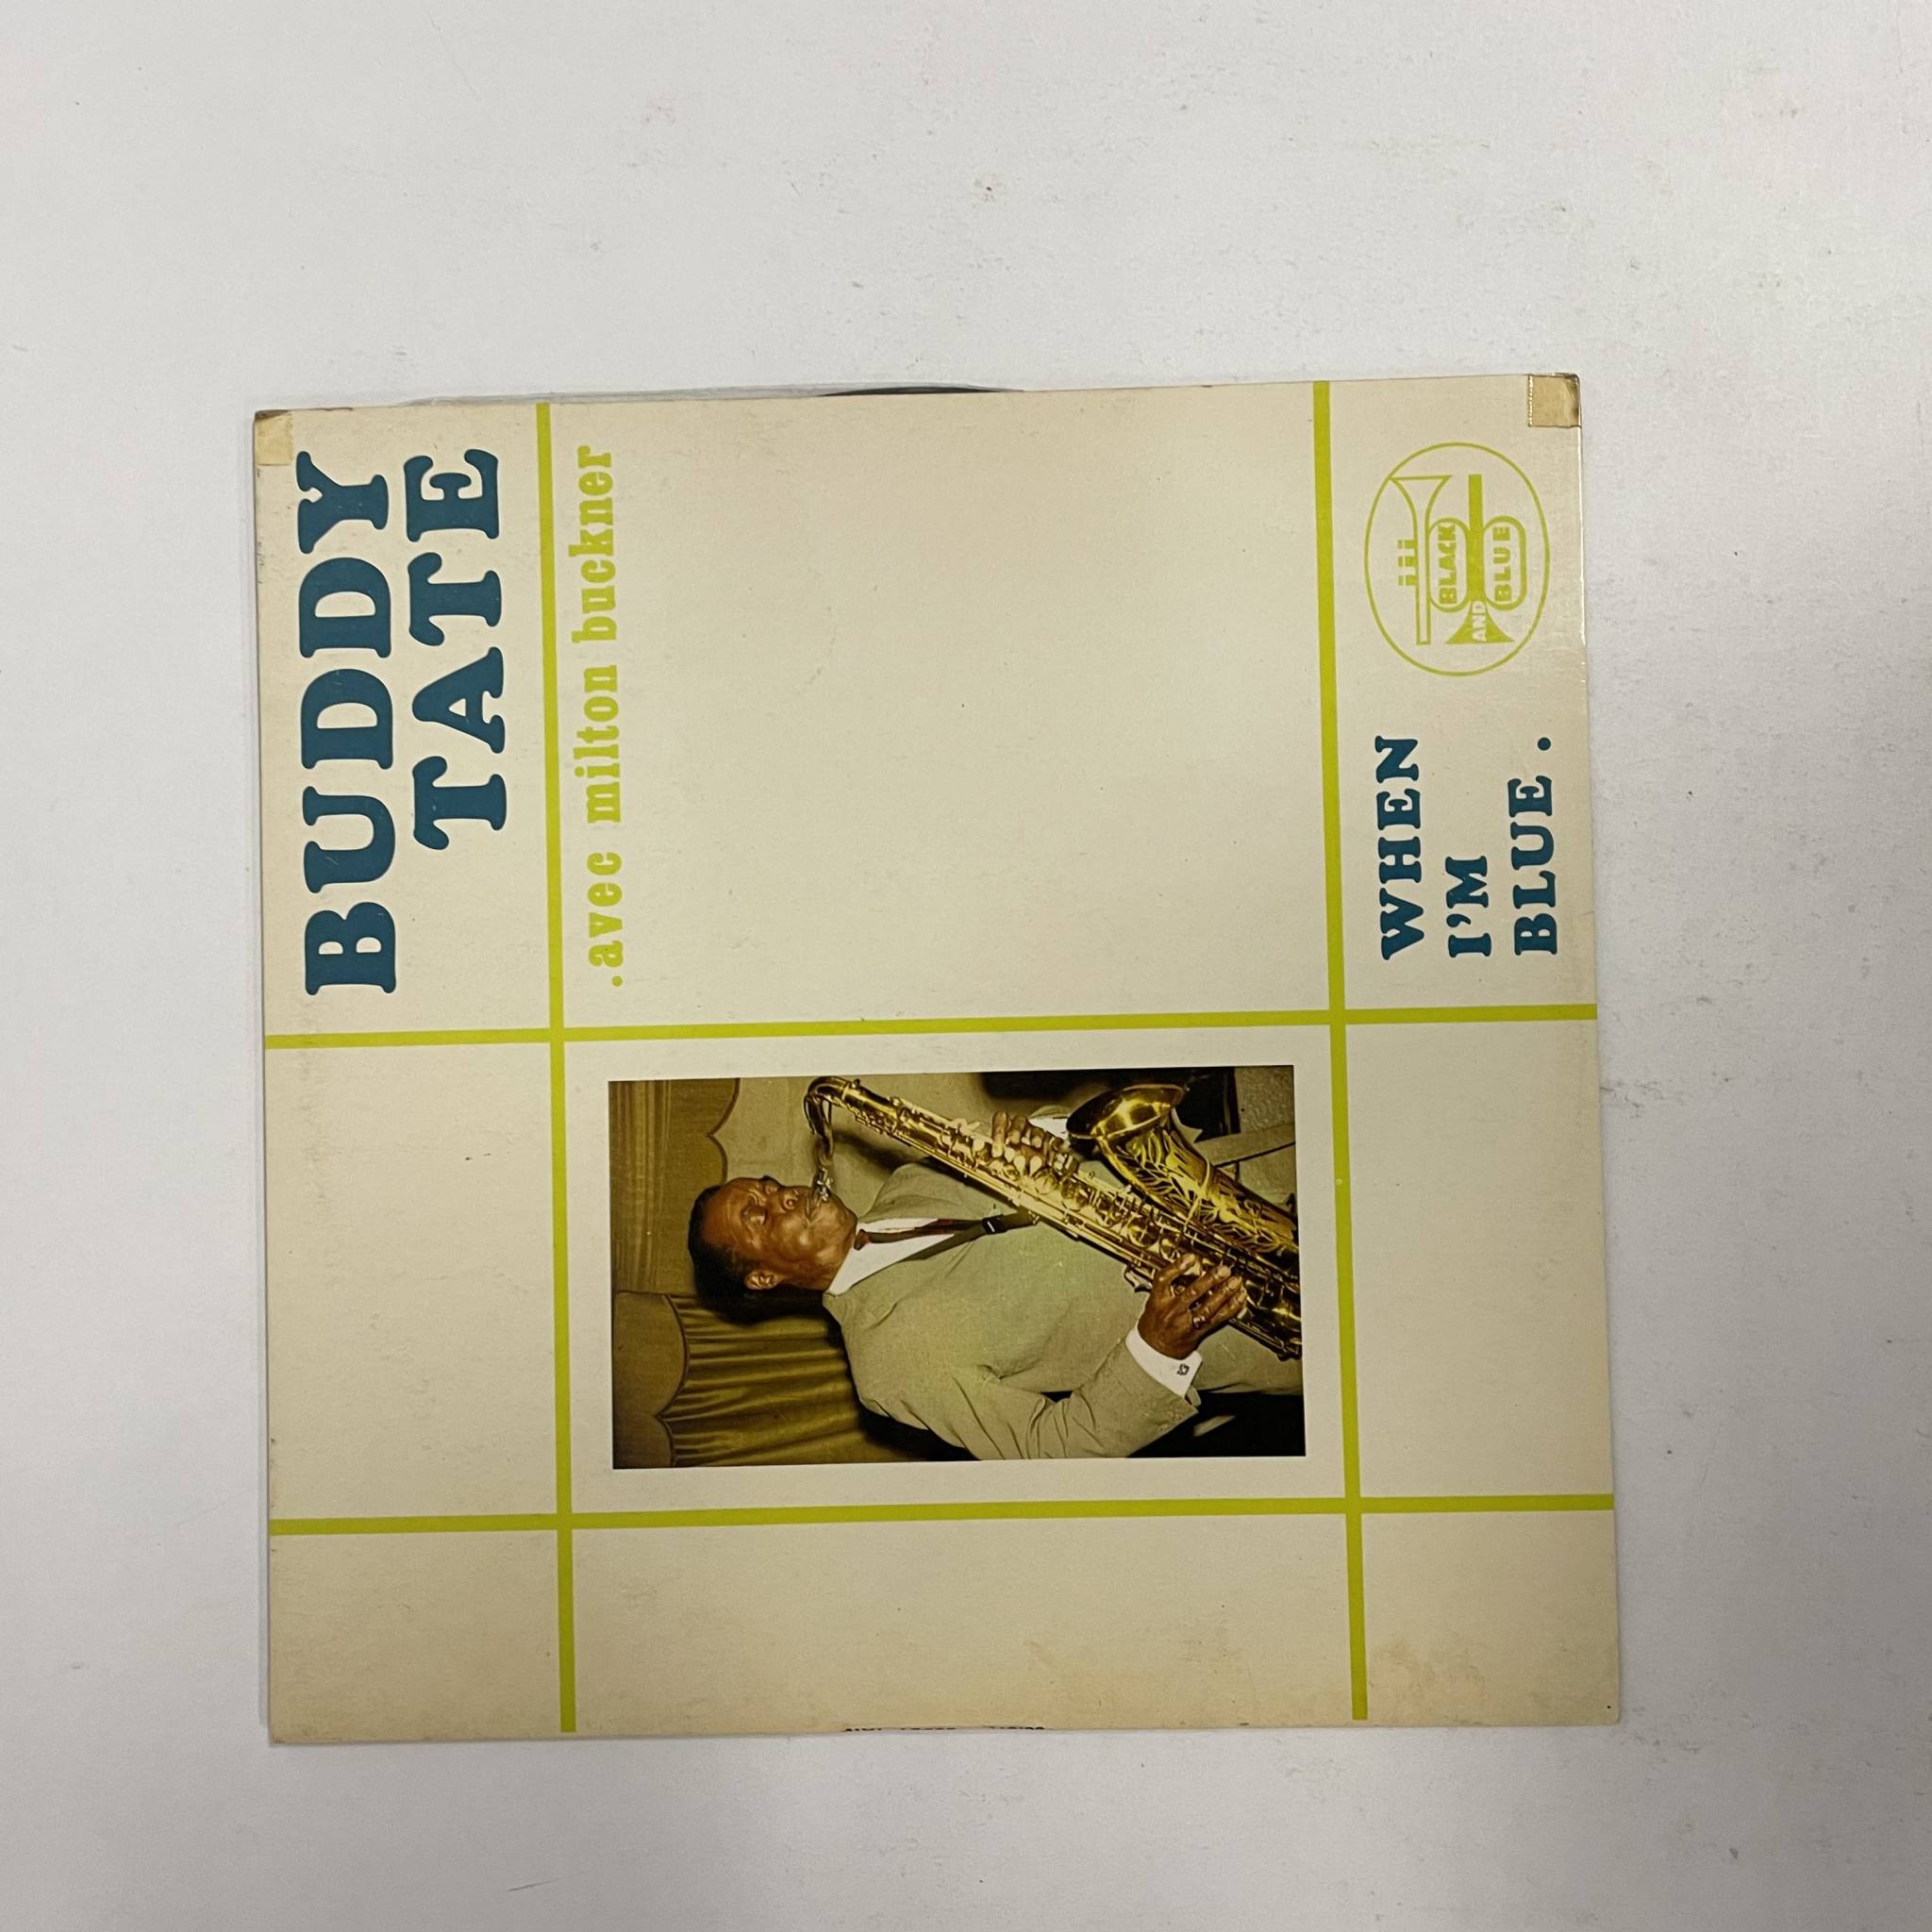 BUDDY
TATE
.avec milton buckner
WHEN
I'M
BLUE .
BLACK
AND
BLUE